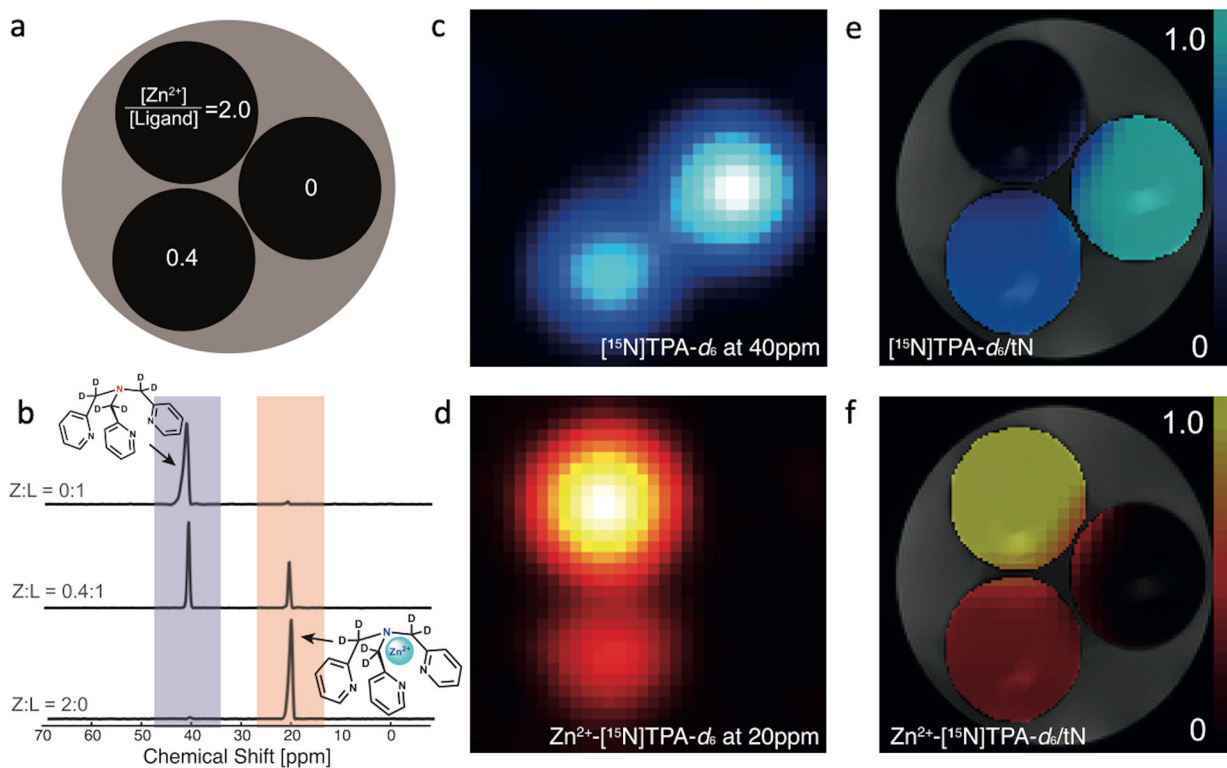 a
[Zn²⁺]
[Ligand]
=2.0
0
0.4
b
N
D
D
D
D
D
D
N
N
N
Z:L = 0:1
Z:L = 0.4:1
Z:L = 2:0
N
D
D
D
D
D
D
Zn²⁺
N
N
N
70 60 50 40 30 20 10 0
Chemical Shift [ppm]
c
[¹⁵N]TPA-d₆ at 40ppm
d
Zn²⁺-[¹⁵N]TPA-d₆ at 20ppm
e
1.0
0
[¹⁵N]TPA-d₆/tN
f
1.0
0
Zn²⁺-[¹⁵N]TPA-d₆/tN